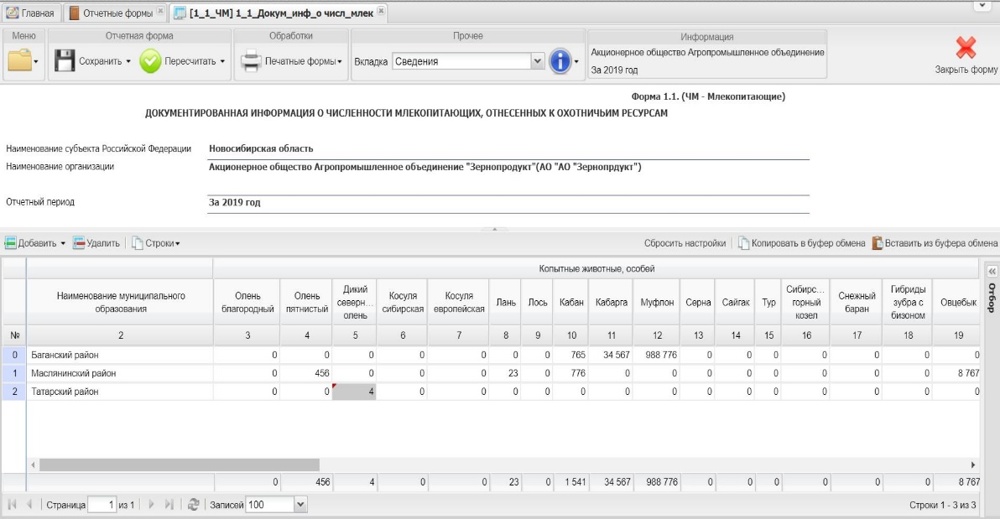 Главная Отчетные формы [1_1_ЧМ] 1_1_Докум_инф_о числ_млек
Меню Отчетная форма Обработки Прочее Информация
Сохранить Пересчитать Печатные формы Вкладка Сведения
Акционерное общество Агропромышленное объединение
За 2019 год
Закрыть форму
Форма 1.1. (ЧМ - Млекопитающие)
ДОКУМЕНТИРОВАННАЯ ИНФОРМАЦИЯ О ЧИСЛЕННОСТИ МЛЕКОПИТАЮЩИХ, ОТНЕСЕННЫХ К ОХОТНИЧЬИМ РЕСУРСАМ
Наименование субъекта Российской Федерации Новосибирская область
Наименование организации Акционерное общество Агропромышленное объединение "Зернопродукт"(АО "АО "Зернопрдукт")
Отчетный период За 2019 год
Добавить Удалить Строки Сбросить настройки Копировать в буфер обмена Вставить из буфера обмена
Копытные животные, особей
Наименование муниципального образования Олень благородный Олень пятнистый Дикий северн... олень Косуля сибирская Косуля европейская Лань Лось Кабан Кабарга Муфлон Серна Сайгак Тур Сибирс... горный козел Снежный баран Гибриды зубра с бизоном Овцебык
Отбор
№ 2 3 4 5 6 7 8 9 10 11 12 13 14 15 16 17 18 19
0 Баганский район 0 0 0 0 0 0 0 765 34 567 988 776 0 0 0 0 0 0 0
1 Маслянинский район 0 456 0 0 0 23 0 776 0 0 0 0 0 0 0 0 8 767
2 Татарский район 0 0 4 0 0 0 0 0 0 0 0 0 0 0 0 0 0
0 456 4 0 0 23 0 1 541 34 567 988 776 0 0 0 0 0 0 8 767
Страница 1 из 1 Записей 100 Строки 1 - 3 из 3